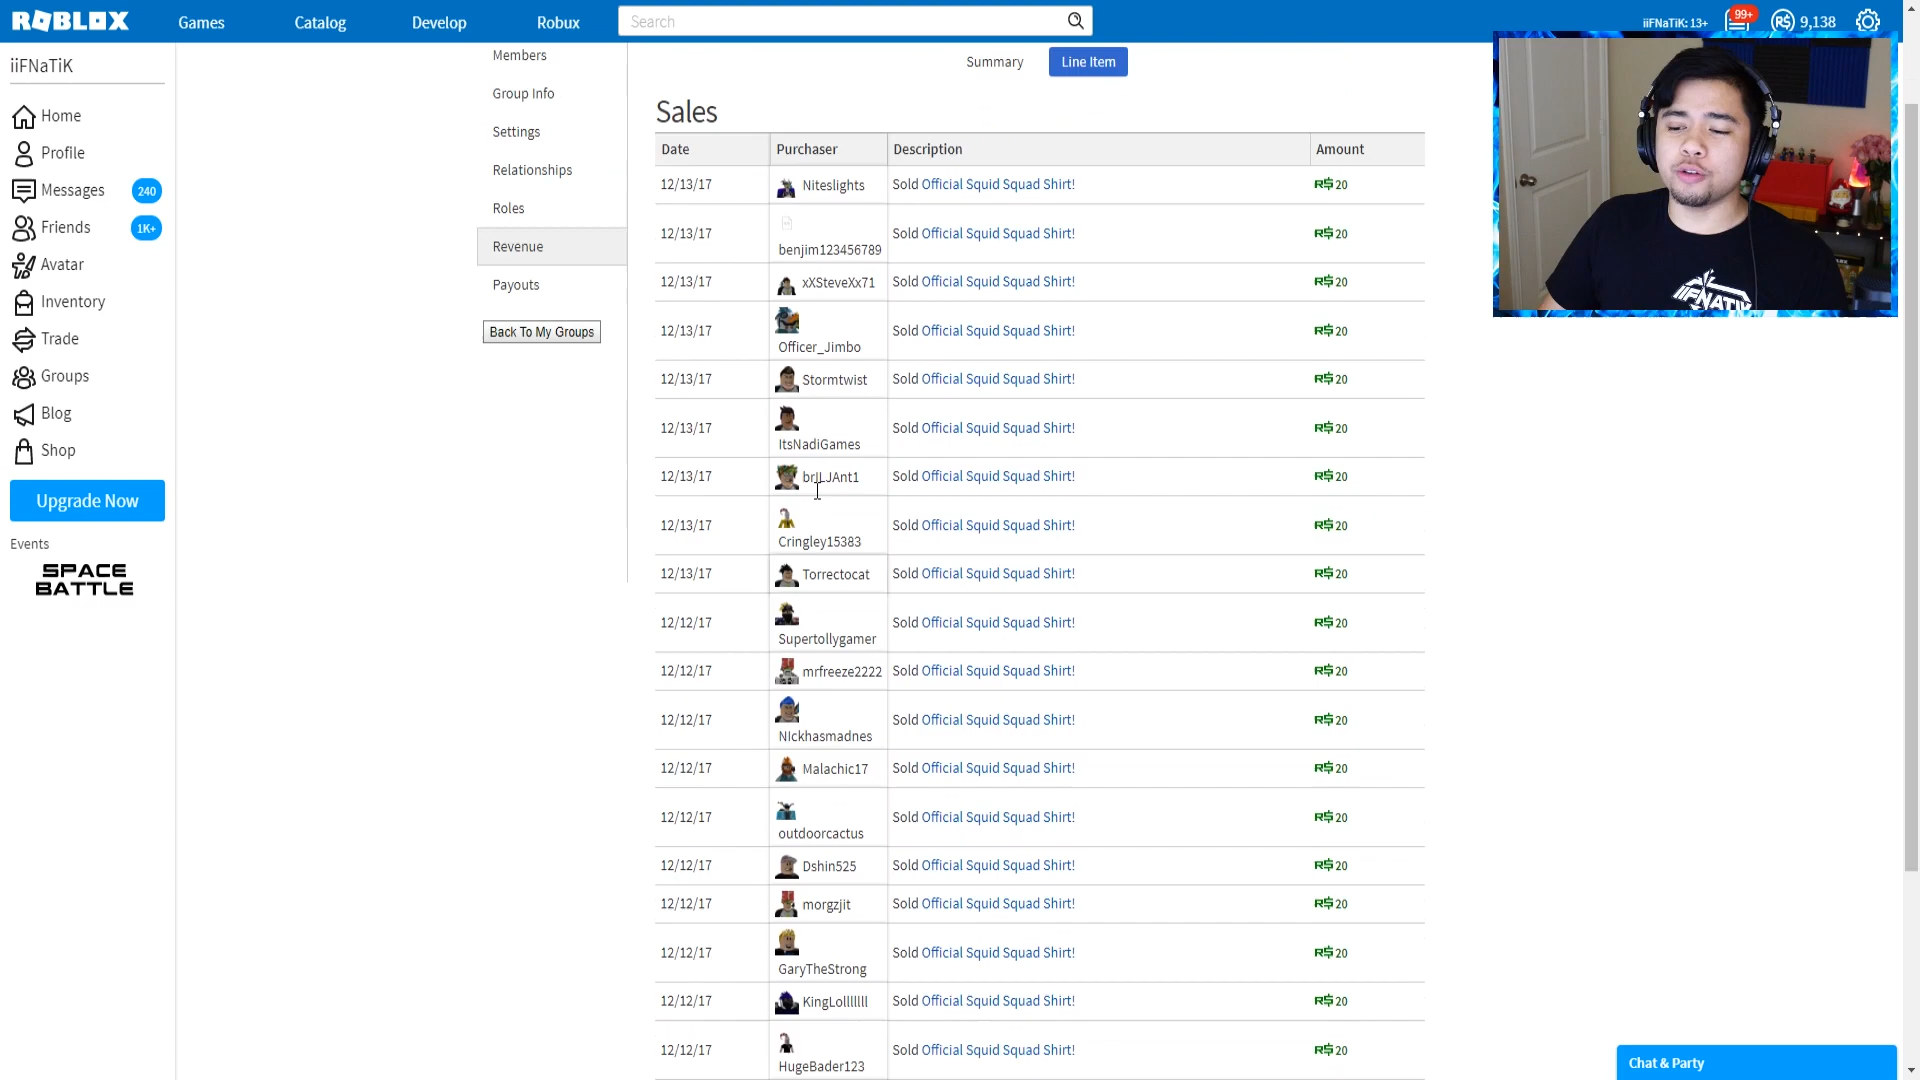 ROBLOX Games Catalog Develop Robux Search iiFNaTiK: 13+ 99+ R$ 9,138
iiFNaTiK
Home
Profile
Messages 240
Friends 1K+
Avatar
Inventory
Trade
Groups
Blog
Shop
Upgrade Now
Events
SPACE
BATTLE
Members
Group Info
Settings
Relationships
Roles
Revenue
Payouts
Back To My Groups
Summary Line Item
Sales
Date Purchaser Description Amount
12/13/17 Niteslights Sold Official Squid Squad Shirt! R$ 20
12/13/17 benjim123456789 Sold Official Squid Squad Shirt! R$ 20
12/13/17 xXSteveXx71 Sold Official Squid Squad Shirt! R$ 20
12/13/17 Officer_Jimbo Sold Official Squid Squad Shirt! R$ 20
12/13/17 Stormtwist Sold Official Squid Squad Shirt! R$ 20
12/13/17 ItsNadiGames Sold Official Squid Squad Shirt! R$ 20
12/13/17 Sold Official Squid Squad Shirt! R$ 20
12/13/17 Cringley15383 Sold Official Squid Squad Shirt! R$ 20
12/13/17 Torrectocat Sold Official Squid Squad Shirt! R$ 20
12/12/17 Supertollygamer Sold Official Squid Squad Shirt! R$ 20
12/12/17 mrfreeze2222 Sold Official Squid Squad Shirt! R$ 20
12/12/17 NIckhasmadnes Sold Official Squid Squad Shirt! R$ 20
12/12/17 Malachic17 Sold Official Squid Squad Shirt! R$ 20
12/12/17 outdoorcactus Sold Official Squid Squad Shirt! R$ 20
12/12/17 Dshin525 Sold Official Squid Squad Shirt! R$ 20
12/12/17 morgzjit Sold Official Squid Squad Shirt! R$ 20
12/12/17 GaryTheStrong Sold Official Squid Squad Shirt! R$ 20
12/12/17 Sold Official Squid Squad Shirt! R$ 20
12/12/17 HugeBader123 Sold Official Squid Squad Shirt! R$ 20
iiFNATiK
Chat & Party